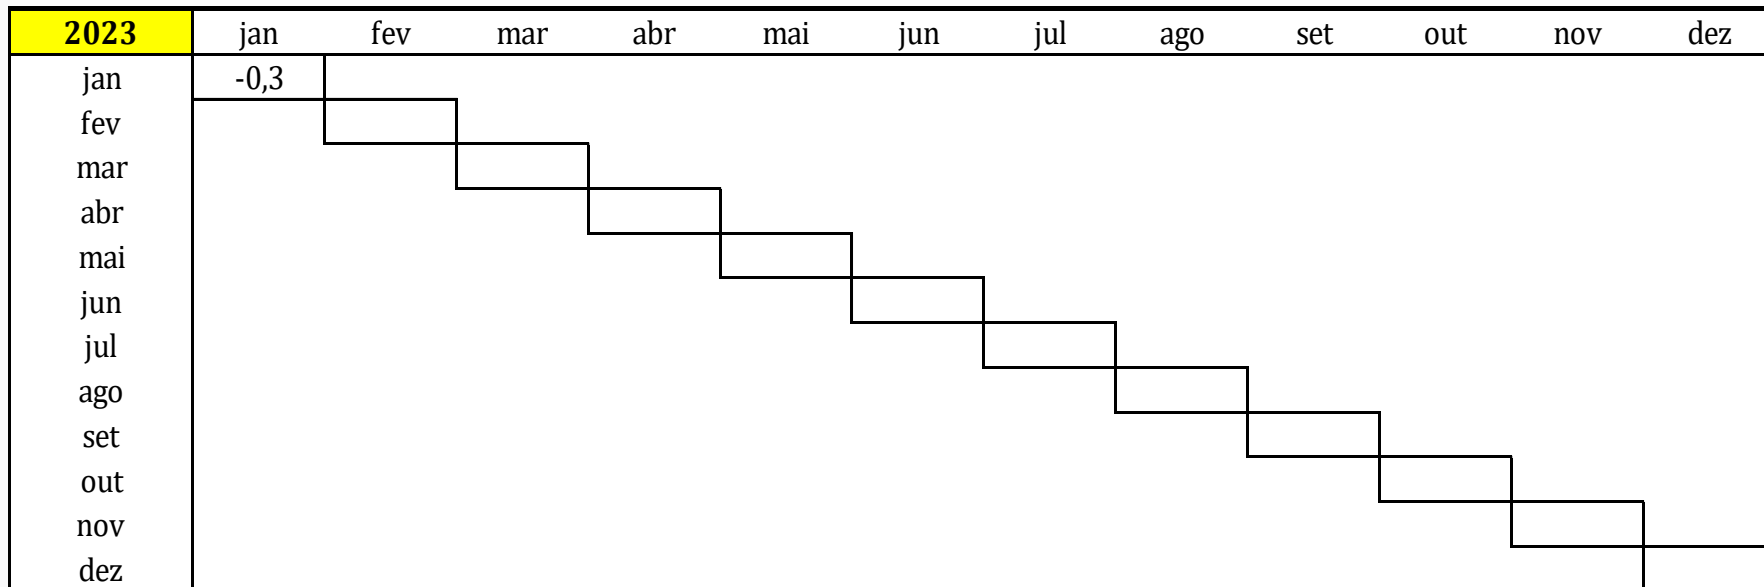 2023 jan fev mar abr mai jun jul ago set out nov dez
jan -0,3
fev
mar
abr
mai
jun
jul
ago
set
out
nov
dez